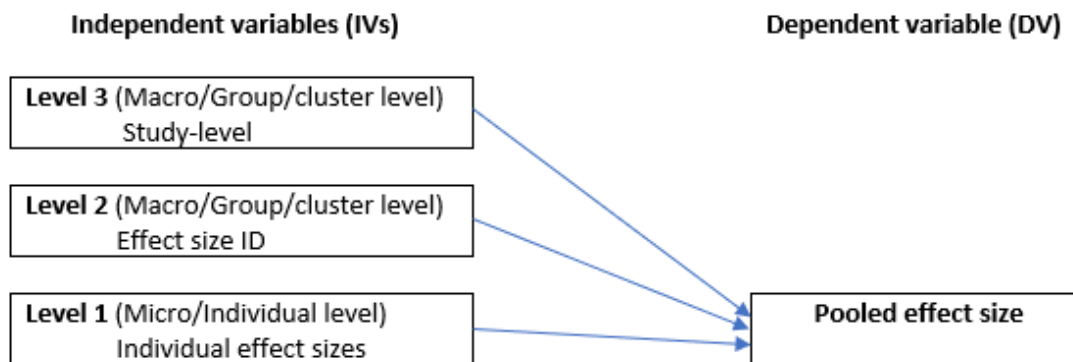 Independent variables (IVs)
Dependent variable (DV)
Level 3 (Macro/Group/cluster level)
Study-level
Level 2 (Macro/Group/cluster level)
Effect size ID
Level 1 (Micro/Individual level)
Individual effect sizes
Pooled effect size